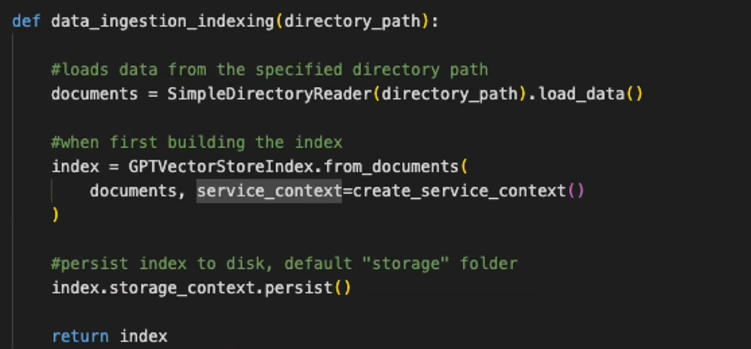 def data_ingestion_indexing(directory_path):
#loads data from the specified directory path
documents = SimpleDirectoryReader(directory_path).load_data()
#when first building the index
index = GPTVectorStoreIndex.from_documents(
documents, service_context=create_service_context()
)
#persist index to disk, default "storage" folder
index.storage_context.persist()
return index